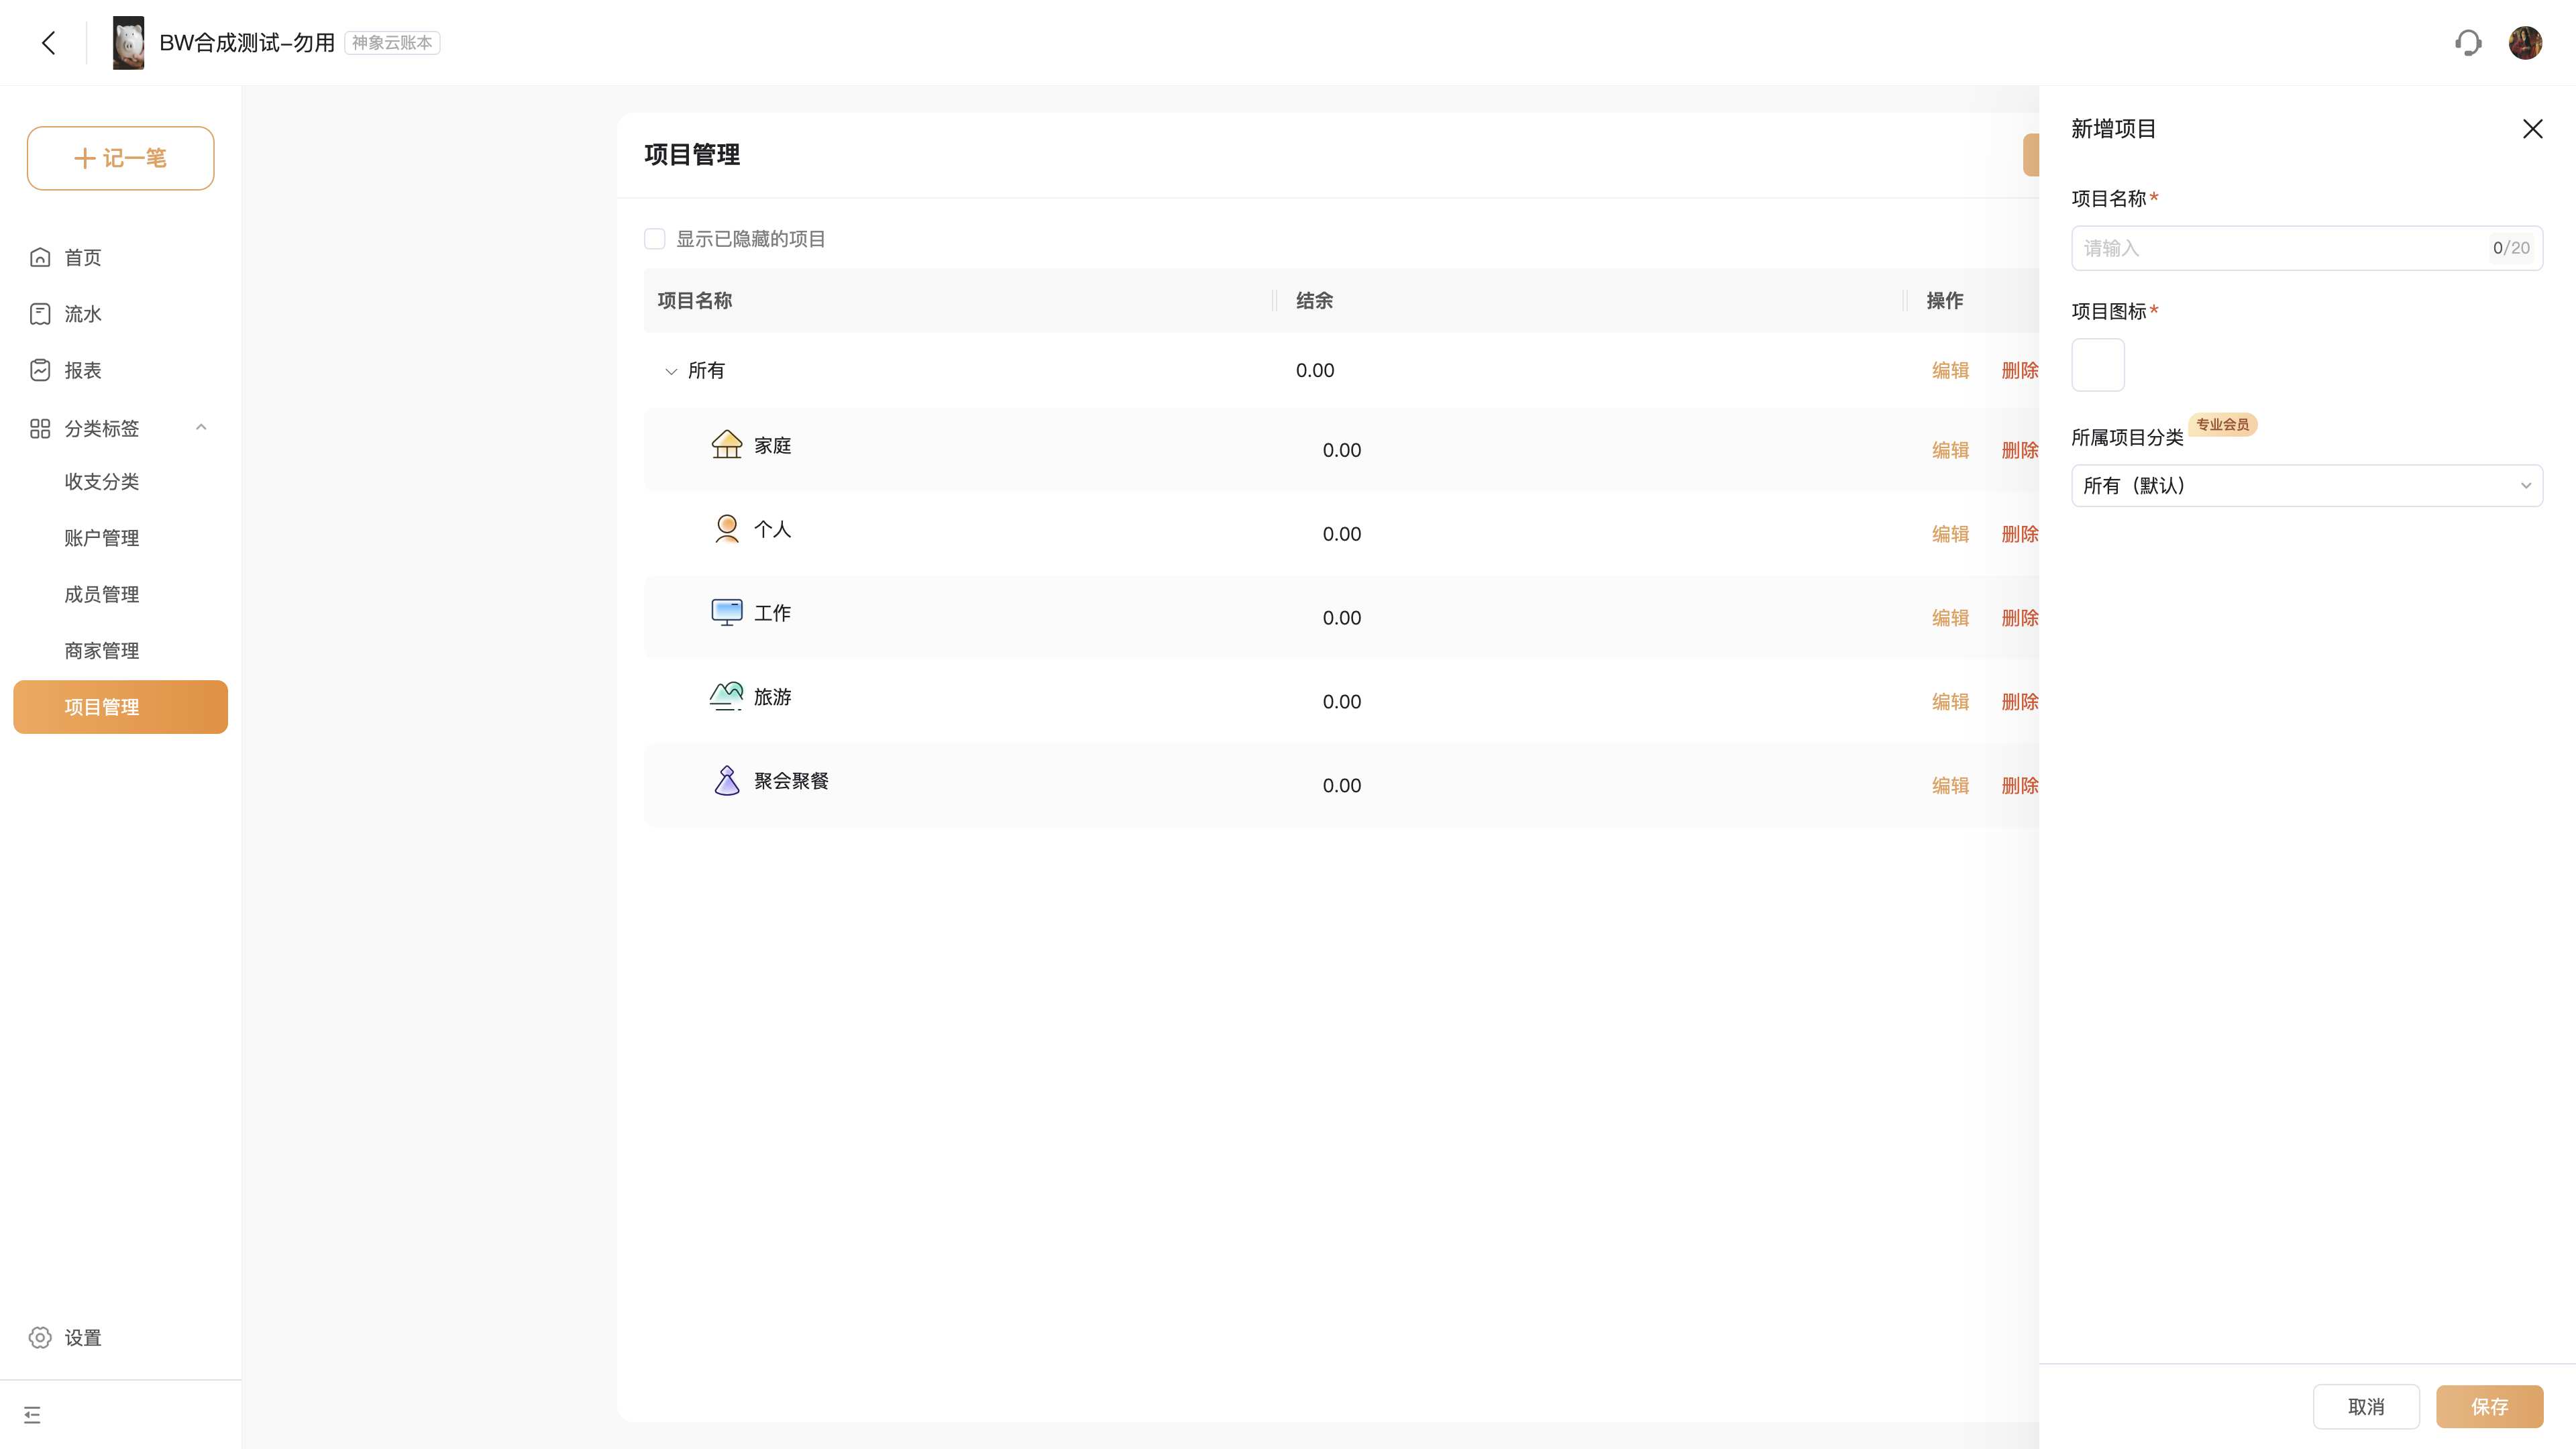 BW合成测试–勿用 神象云账本
记一笔
首页
流水
报表
分类标签
收支分类
账户管理
成员管理
商家管理
项目管理
设置
项目管理
显示已隐藏的项目
项目名称 结余 操作
所有 0.00 编辑 删除
家庭 0.00 编辑 删除
个人 0.00 编辑 删除
工作 0.00 编辑 删除
旅游 0.00 编辑 删除
聚会聚餐 0.00 编辑 删除
新增项目
项目名称*
请输入 0/20
项目图标*
所属项目分类 专业会员
所有（默认）
取消 保存